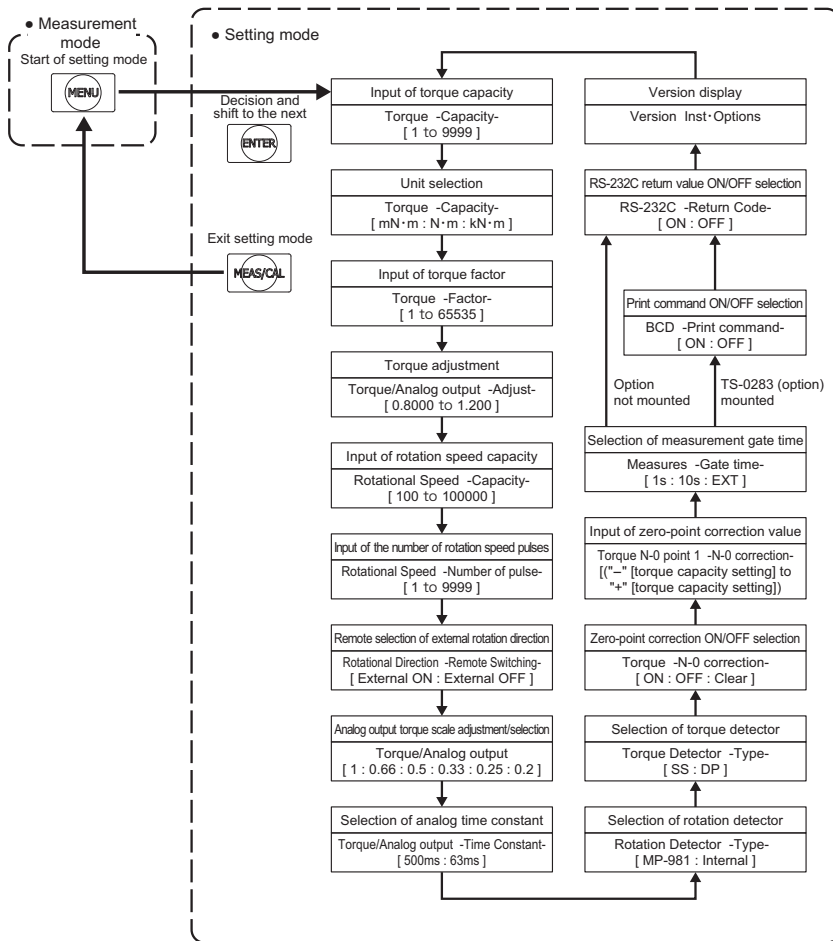 ● Measurement
mode
Start of setting mode
MENU
● Setting mode
Decision and
shift to the next
ENTER
Exit setting mode
MEAS/CAL
Input of torque capacity
Torque -Capacity-
[ 1 to 9999 ]
Unit selection
Torque -Capacity-
[ mN･m : N･m : kN･m ]
Input of torque factor
Torque -Factor-
[ 1 to 65535 ]
Torque adjustment
Torque/Analog output -Adjust-
[ 0.8000 to 1.200 ]
Input of rotation speed capacity
Rotational Speed -Capacity-
[ 100 to 100000 ]
Input of the number of rotation speed pulses
Rotational Speed -Number of pulse-
[ 1 to 9999 ]
Remote selection of external rotation direction
Rotational Direction -Remote Switching-
[ External ON : External OFF ]
Analog output torque scale adjustment/selection
Torque/Analog output
[ 1 : 0.66 : 0.5 : 0.33 : 0.25 : 0.2 ]
Selection of analog time constant
Torque/Analog output -Time Constant-
[ 500ms : 63ms ]
Version display
Version Inst･Options
RS-232C return value ON/OFF selection
RS-232C -Return Code-
[ ON : OFF ]
Print command ON/OFF selection
BCD -Print command-
[ ON : OFF ]
Option
not mounted
TS-0283 (option)
mounted
Selection of measurement gate time
Measures -Gate time-
[ 1s : 10s : EXT ]
Input of zero-point correction value
Torque N-0 point 1 -N-0 correction-
[("–" [torque capacity setting] to
"+" [torque capacity setting])
Zero-point correction ON/OFF selection
Torque -N-0 correction-
[ ON : OFF : Clear ]
Selection of torque detector
Torque Detector -Type-
[ SS : DP ]
Selection of rotation detector
Rotation Detector -Type-
[ MP-981 : Internal ]